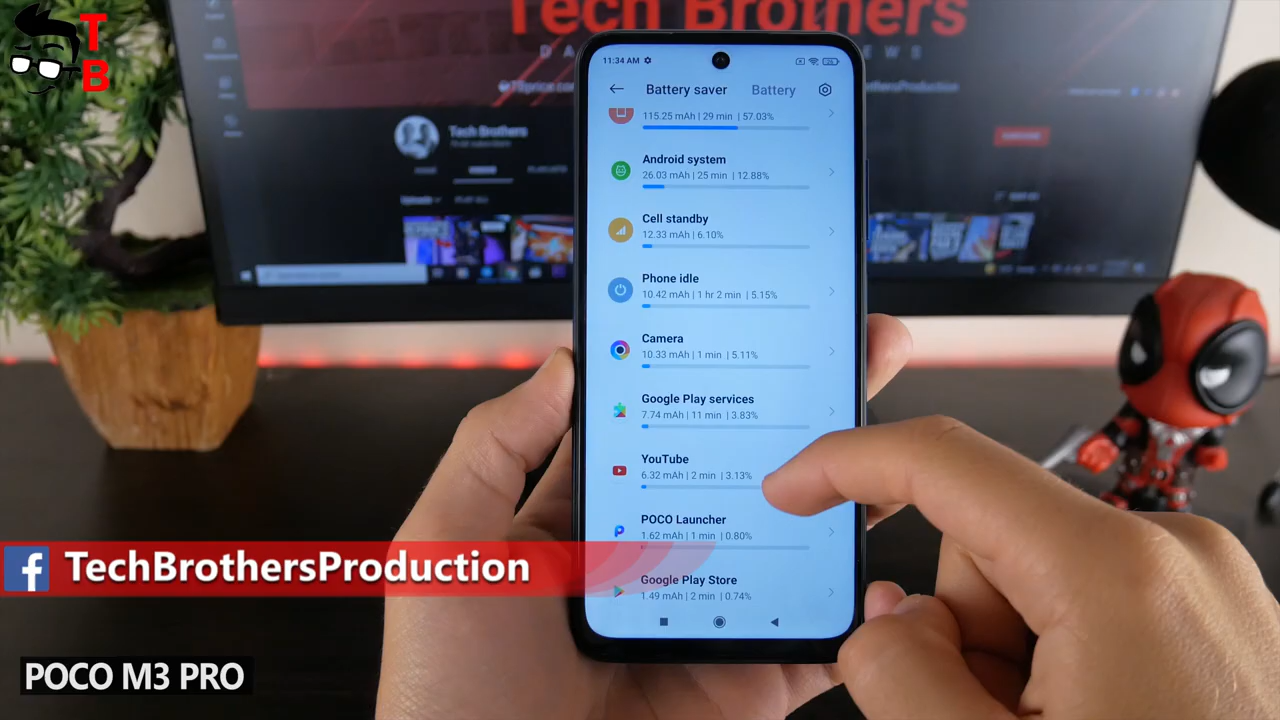 T
B
Tech Brothers
Tech Brothers
11:34 AM
Battery saver
Battery
115.25 mAh | 29 min | 57.03%
Android system
26.03 mAh | 25 min | 12.88%
Cell standby
12.33 mAh | 6.10%
Phone idle
10.42 mAh | 1 hr 2 min | 5.15%
Camera
10.33 mAh | 1 min | 5.11%
Google Play services
7.74 mAh | 11 min | 3.83%
YouTube
6.32 mAh | 2 min | 3.13%
POCO Launcher
1.62 mAh | 1 min | 0.80%
Google Play Store
1.49 mAh | 2 min | 0.74%
f TechBrothersProduction
POCO M3 PRO